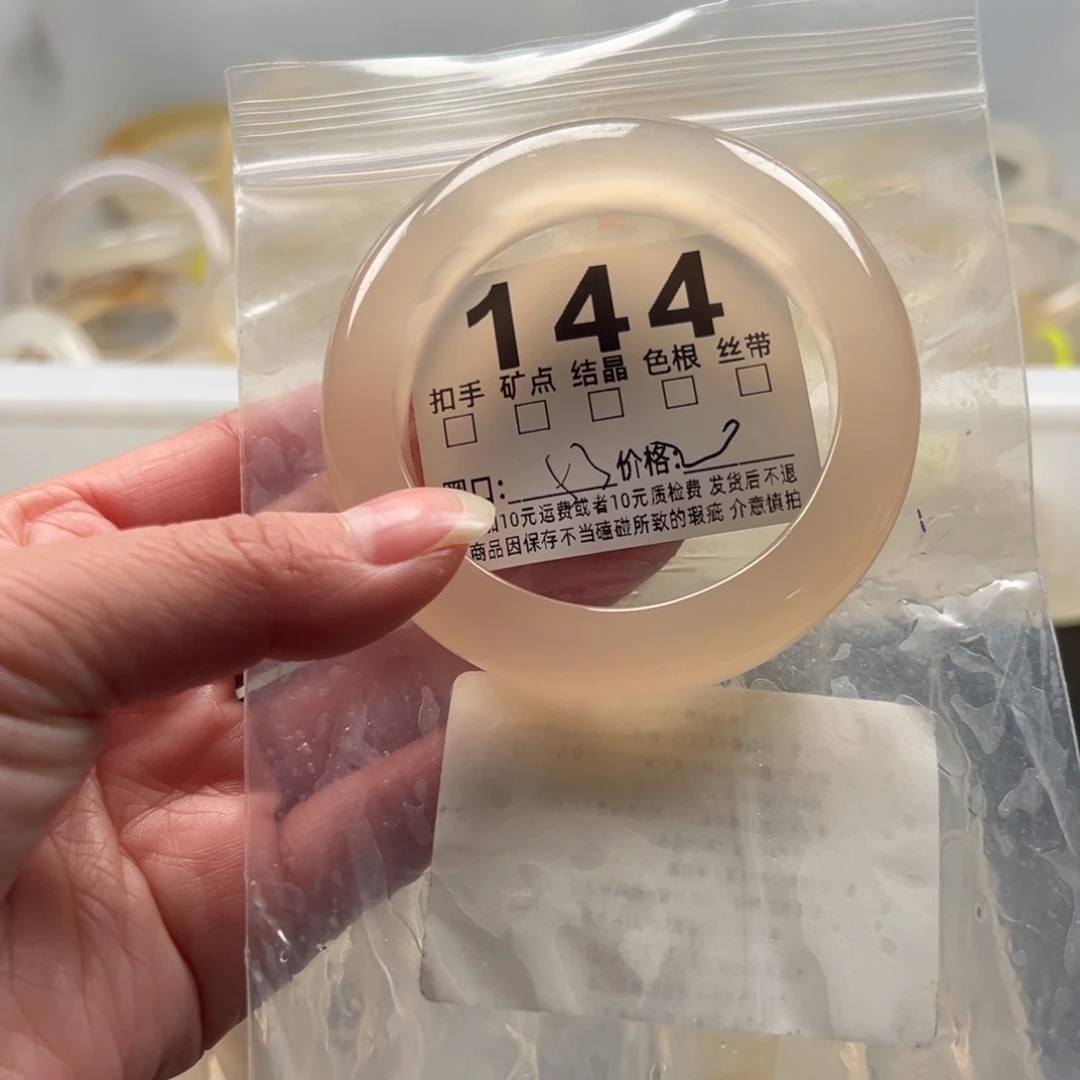 144
扣手 矿点 结晶 色根 丝带
口: 价格:
10元运费或者10元质检费 发货后不退
商品因保存不当磕碰所致的瑕疵 介意慎拍